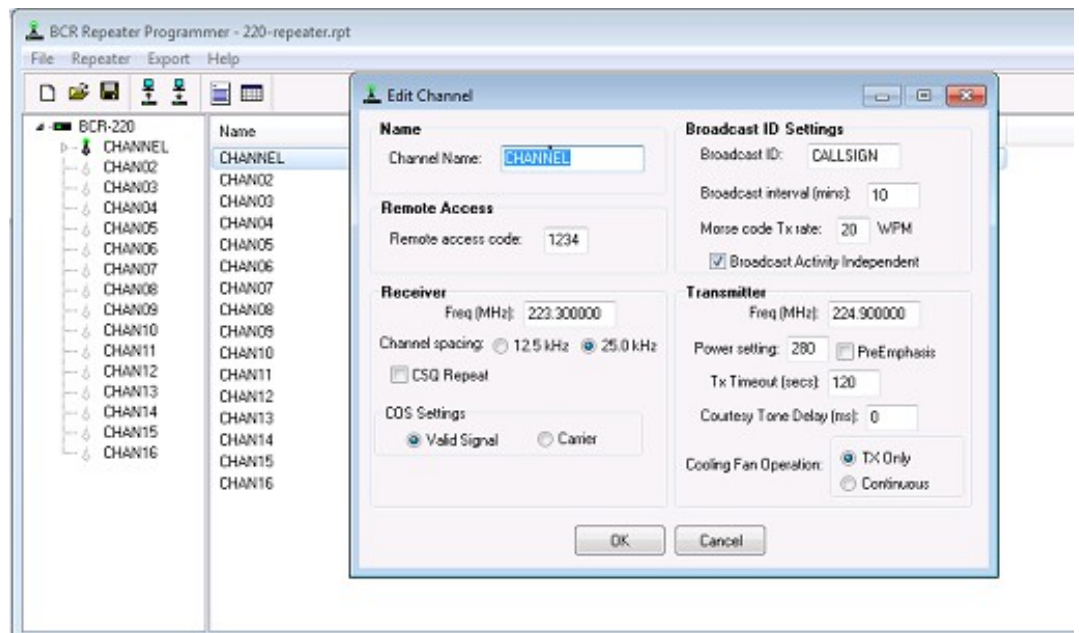 BCR Repeater Programmer - 220-repeater.rpt
File Repeater Export Help
BCR-220
CHANNEL
CHAN02
CHAN03
CHAN04
CHAN05
CHAN06
CHAN07
CHAN08
CHAN09
CHAN10
CHAN11
CHAN12
CHAN13
CHAN14
CHAN15
CHAN16
Name
CHANNEL
CHAN02
CHAN03
CHAN04
CHAN05
CHAN06
CHAN07
CHAN08
CHAN09
CHAN10
CHAN11
CHAN12
CHAN13
CHAN14
CHAN15
CHAN16
Edit Channel
Name
Channel Name: CHANNEL
Remote Access
Remote access code: 1234
Receiver
Freq (MHz): 223.300000
Channel spacing: 12.5 kHz 25.0 kHz
CSQ Repeat
COS Settings
Valid Signal Carrier
Broadcast ID Settings
Broadcast ID: CALLSIGN
Broadcast interval (mins): 10
Morse code Tx rate: 20 WPM
Broadcast Activity Independent
Transmitter
Freq (MHz): 224.900000
Power setting: 280 PreEmphasis
Tx Timeout (secs): 120
Courtesy Tone Delay (ms): 0
Cooling Fan Operation: TX Only
Continuous
OK Cancel